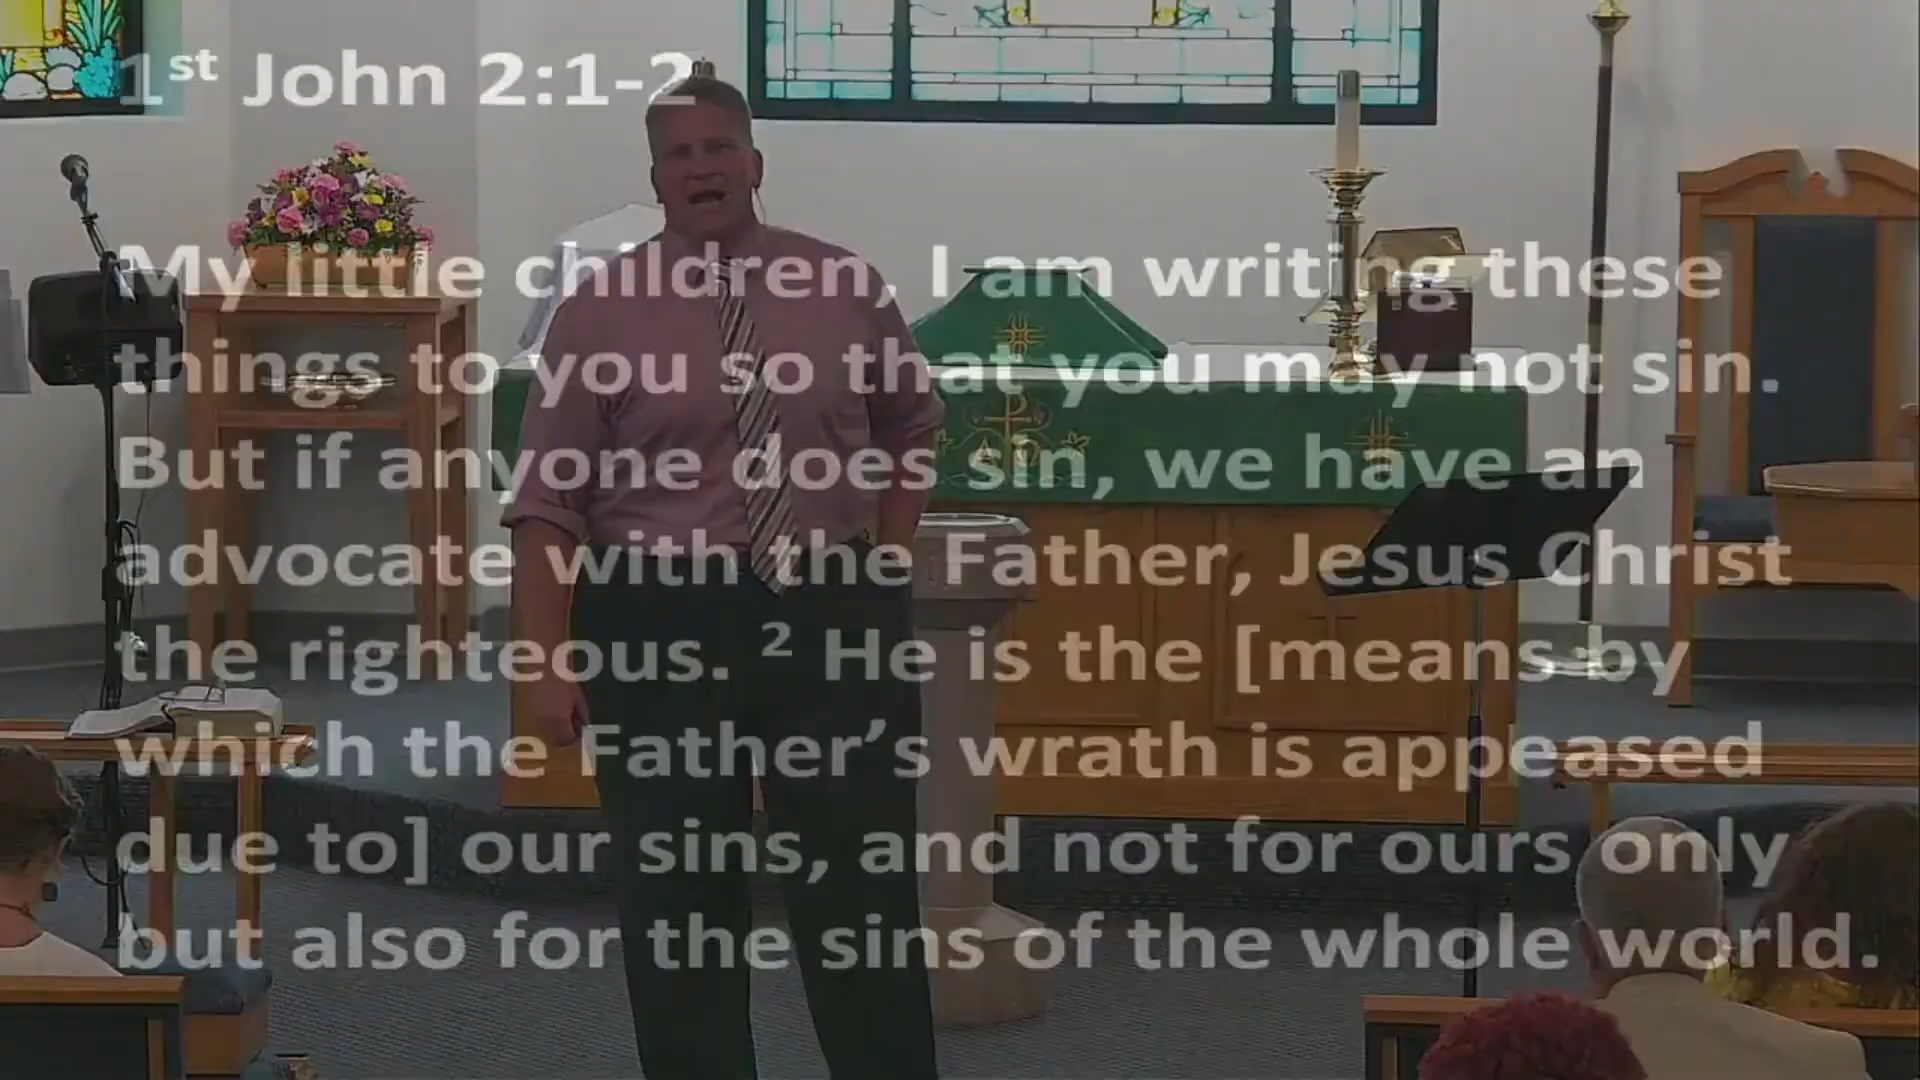 1st John 2:1-2
My little children, I am writing these
things to you so that you may not sin.
But if anyone does sin, we have an
advocate with the Father, Jesus Christ
the righteous. 2 He is the [means by
which the Father’s wrath is appeased
due to] our sins, and not for ours only
but also for the sins of the whole world.